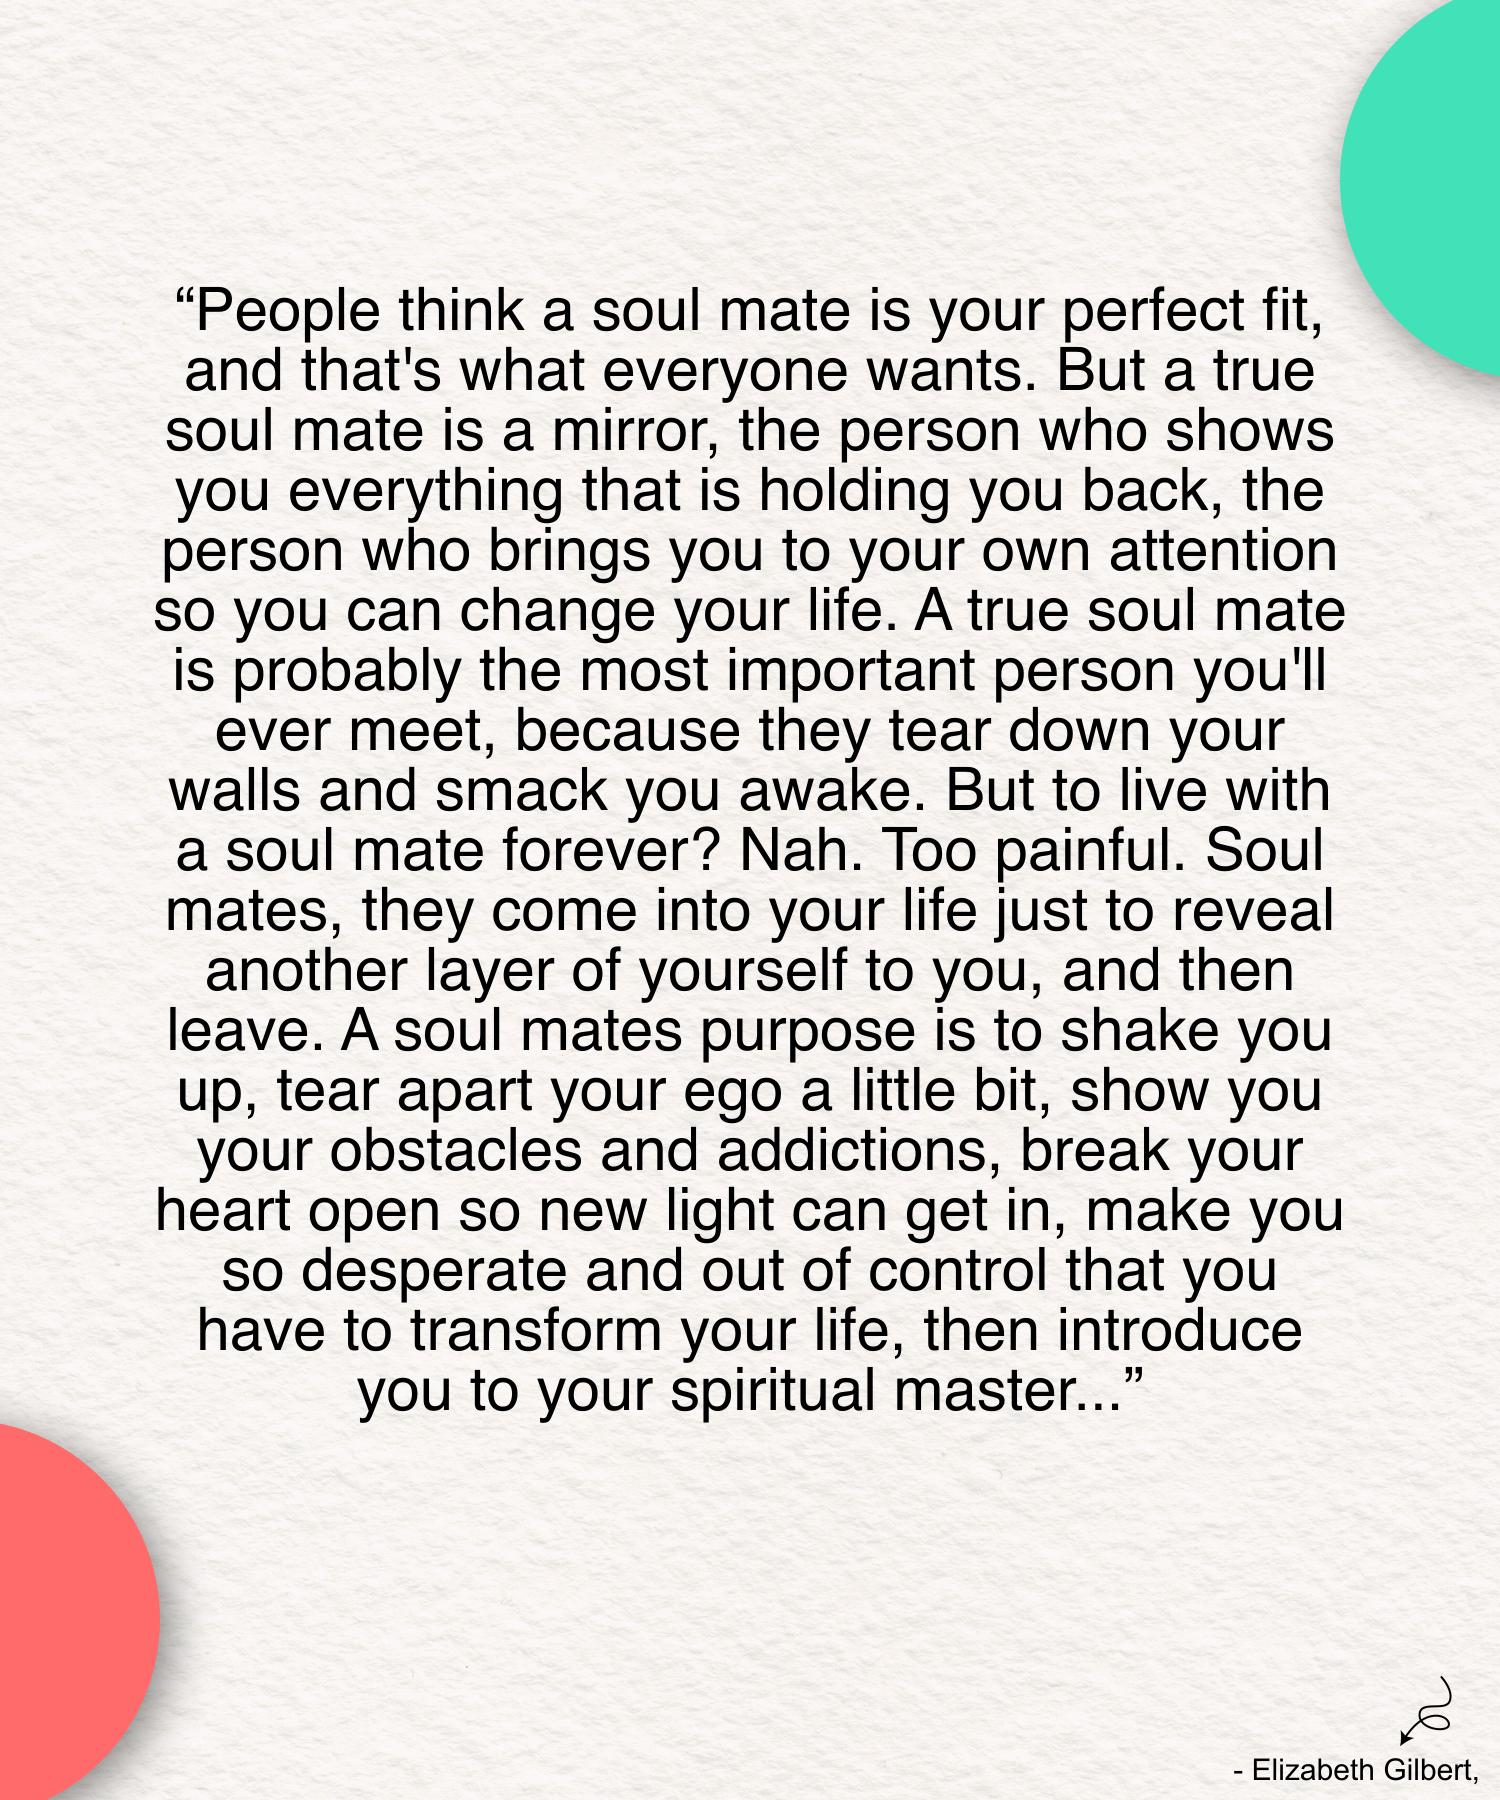 “People think a soul mate is your perfect fit,
and that's what everyone wants. But a true
soul mate is a mirror, the person who shows
you everything that is holding you back, the
person who brings you to your own attention
so you can change your life. A true soul mate
is probably the most important person you'll
ever meet, because they tear down your
walls and smack you awake. But to live with
a soul mate forever? Nah. Too painful. Soul
mates, they come into your life just to reveal
another layer of yourself to you, and then
leave. A soul mates purpose is to shake you
up, tear apart your ego a little bit, show you
your obstacles and addictions, break your
heart open so new light can get in, make you
so desperate and out of control that you
have to transform your life, then introduce
you to your spiritual master...”
- Elizabeth Gilbert,